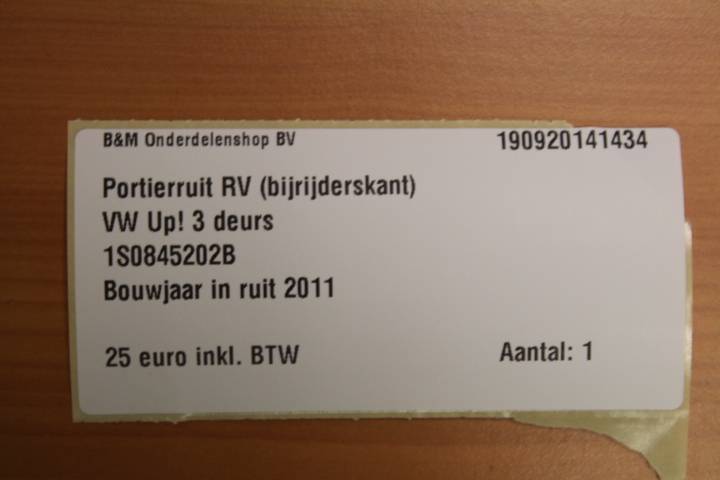 B&M Onderdelenshop BV 190920141434
Portierruit RV (bijrijderskant)
VW Up! 3 deurs
1S0845202B
Bouwjaar in ruit 2011
25 euro inkl. BTW Aantal: 1